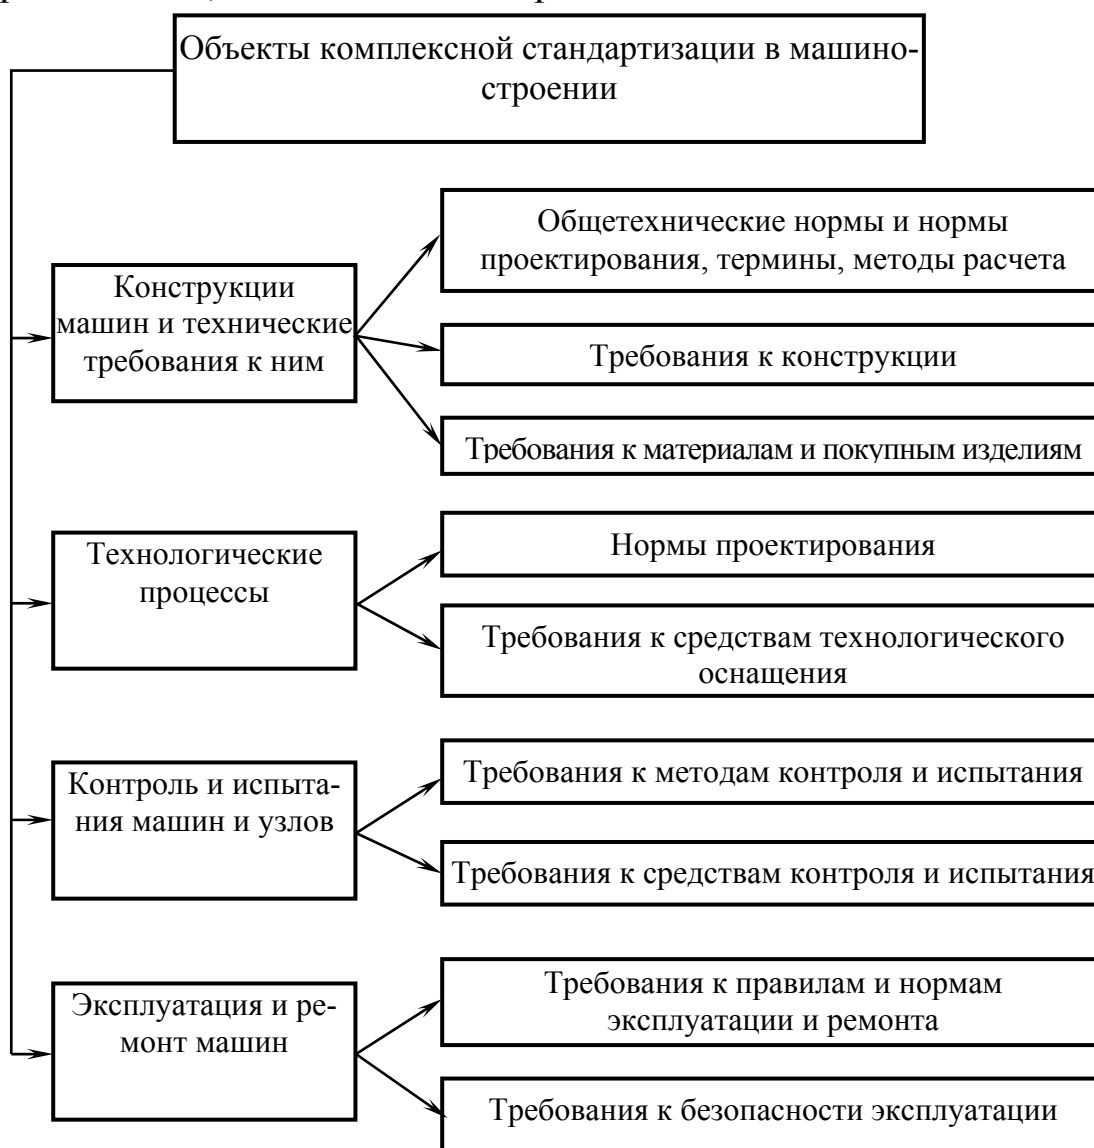 Объекты комплексной стандартизации в машино-
строении
Общетехнические нормы и нормы
проектирования, термины, методы расчета
Конструкции
машин и технические
требования к ним
Требования к конструкции
Требования к материалам и покупным изделиям
Технологические
процессы
Нормы проектирования
Требования к средствам технологического
оснащения
Контроль и испыта-
ния машин и узлов
Требования к методам контроля и испытания
Требования к средствам контроля и испытания
Эксплуатация и ре-
монт машин
Требования к правилам и нормам
эксплуатации и ремонта
Требования к безопасности эксплуатации